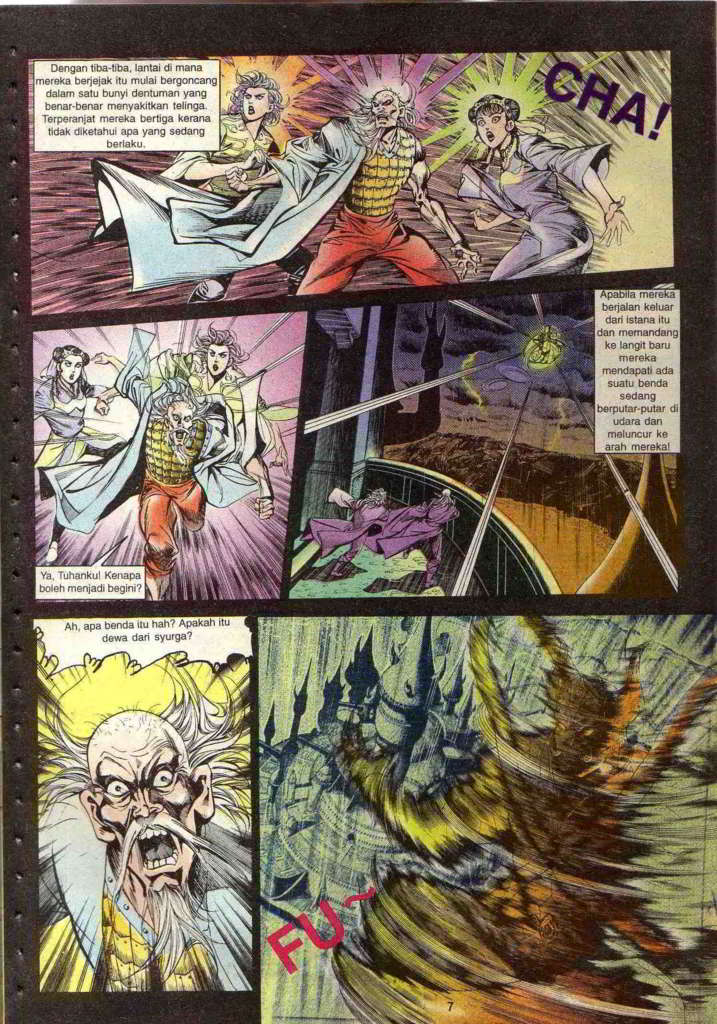 Dengan tiba-tiba, lantai di mana
mereka berjejak itu mulai bergoncang
dalam satu bunyi dentuman yang
benar-benar menyakitkan telinga.
Terperanjat mereka bertiga kerana
tidak diketahui apa yang sedang
berlaku.
CHA!
Apabila mereka
berjalan keluar
dari istana itu
dan memandang
ke langit baru
mereka
mendapati ada
suatu benda
sedang
berputar-putar di
udara dan
meluncur ke
arah mereka!
Ya, Tuhanku! Kenapa
boleh menjadi begini?
Ah, apa benda itu hah? Apakah itu
dewa dari syurga?
FU~
7